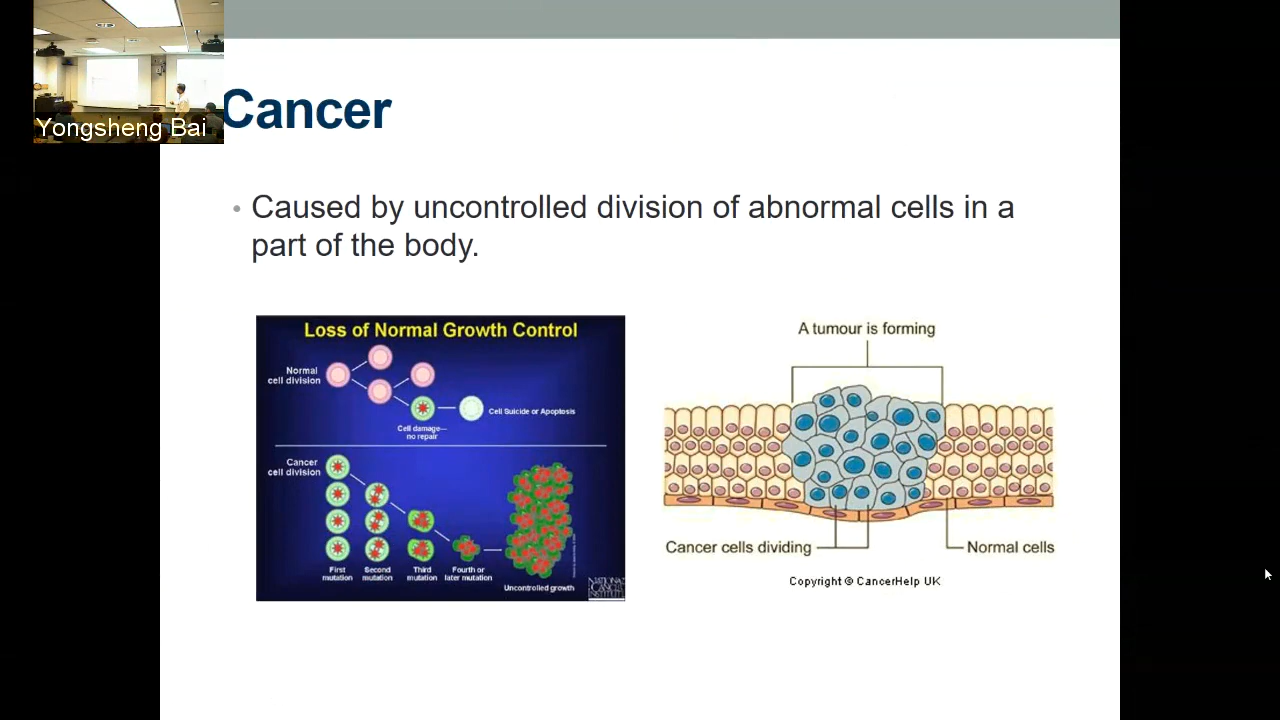 Yongsheng Bai
Cancer
• Caused by uncontrolled division of abnormal cells in a
part of the body.
Loss of Normal Growth Control
Normal
cell division
Cell Suicide or Apoptosis
Cell damage—
no repair
Cancer
cell division
First
mutation
Second
mutation
Third
mutation
Fourth or
later mutation
Uncontrolled growth
NATIONAL
CANCER
INSTITUTE
A tumour is forming
Cancer cells dividing
Normal cells
Copyright © CancerHelp UK